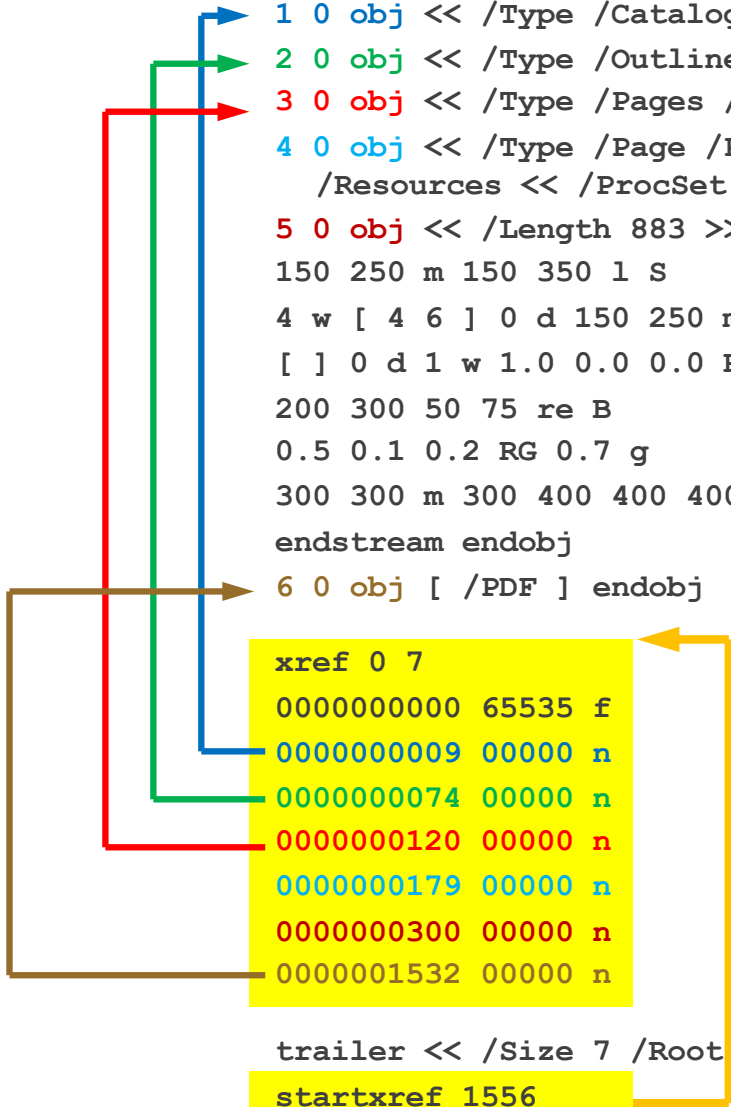 1 0 obj << /Type /Catalog
2 0 obj << /Type /Outline
3 0 obj << /Type /Pages /
4 0 obj << /Type /Page /
/Resources << /ProcSet
5 0 obj << /Length 883 >>
150 250 m 150 350 l S
4 w [ 4 6 ] 0 d 150 250 m
[ ] 0 d 1 w 1.0 0.0 0.0
200 300 50 75 re B
0.5 0.1 0.2 RG 0.7 g
300 300 m 300 400 400 400
endstream endobj
6 0 obj [ /PDF ] endobj
xref 0 7
0000000000 65535 f
0000000009 00000 n
0000000074 00000 n
0000000120 00000 n
0000000179 00000 n
0000000300 00000 n
0000001532 00000 n
trailer << /Size 7 /Root
startxref 1556